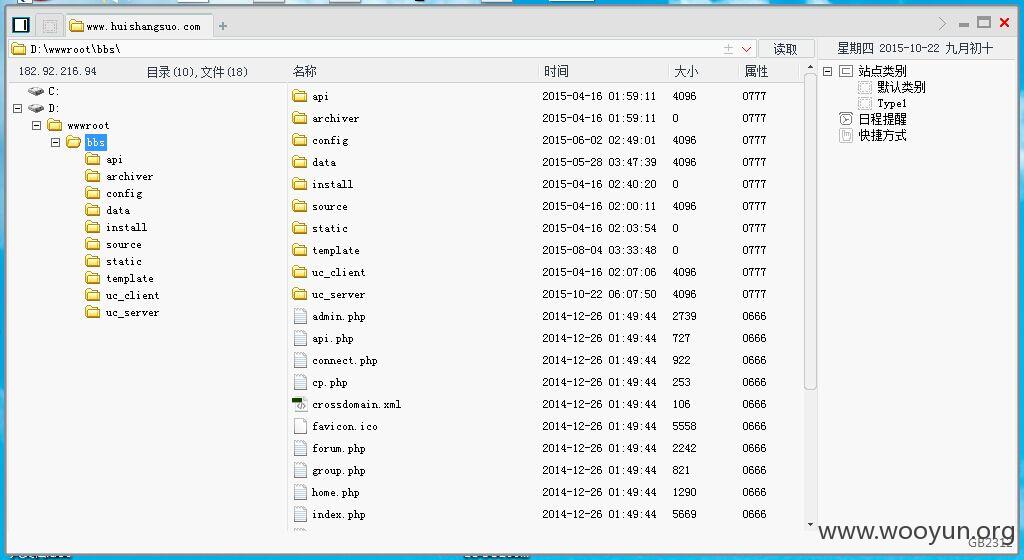 www.huishangsuo.com
D:\wwwroot\bbs\ 读取 星期四 2015-10-22 九月初十
182.92.216.94 目录(10),文件(18) 名称 时间 大小 属性
C:
D:
wwwroot
bbs
api
archiver
config
data
install
source
static
template
uc_client
uc_server
api 2015-04-16 01:59:11 4096 0777
archiver 2015-04-16 01:59:11 0 0777
config 2015-06-02 02:49:01 4096 0777
data 2015-05-28 03:47:39 4096 0777
install 2015-04-16 02:40:20 0 0777
source 2015-04-16 02:00:11 4096 0777
static 2015-04-16 02:03:54 0 0777
template 2015-08-04 03:33:48 0 0777
uc_client 2015-04-16 02:07:06 4096 0777
uc_server 2015-10-22 06:07:50 4096 0777
admin.php 2014-12-26 01:49:44 2739 0666
api.php 2014-12-26 01:49:44 727 0666
connect.php 2014-12-26 01:49:44 922 0666
cp.php 2014-12-26 01:49:44 253 0666
crossdomain.xml 2014-12-26 01:49:44 106 0666
favicon.ico 2014-12-26 01:49:44 5558 0666
forum.php 2014-12-26 01:49:44 2242 0666
group.php 2014-12-26 01:49:44 821 0666
home.php 2014-12-26 01:49:44 1290 0666
index.php 2014-12-26 01:49:44 5669 0666
站点类别
默认类别
Type1
日程提醒
快捷方式
www.wooyun.org
GB2312